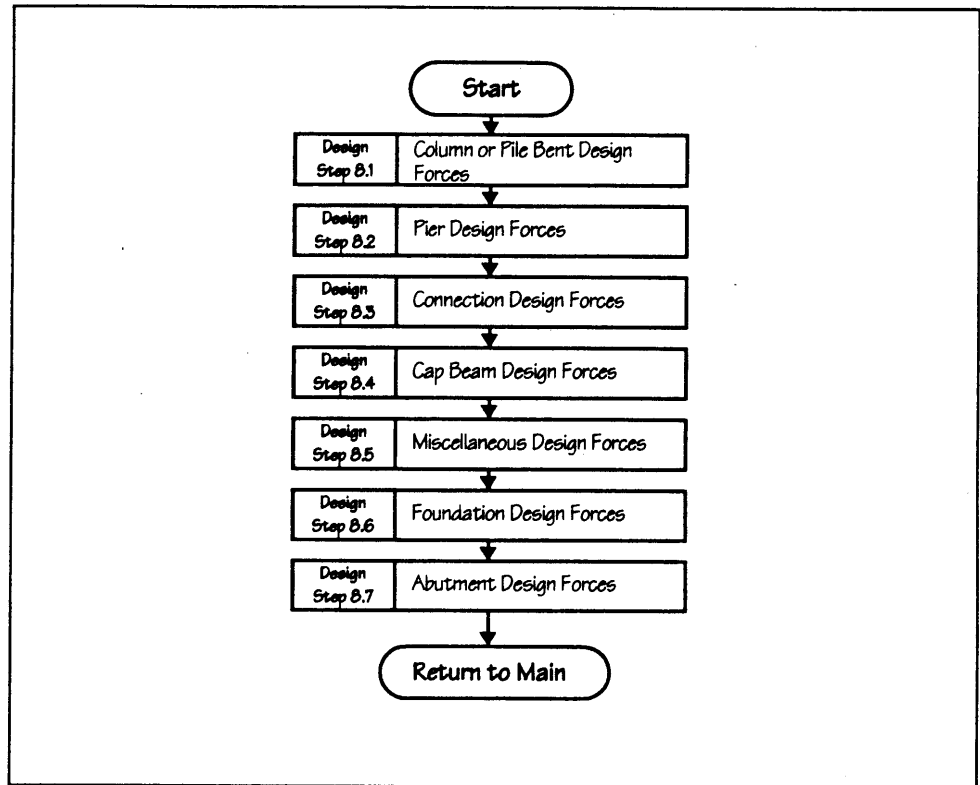 Start
Design
Step 8.1
Column or Pile Bent Design
Forces
Design
Step 8.2
Pier Design Forces
Design
Step 8.3
Connection Design Forces
Design
Step 8.4
Cap Beam Design Forces
Design
Step 8.5
Miscellaneous Design Forces
Design
Step 8.6
Foundation Design Forces
Design
Step 8.7
Abutment Design Forces
Return to Main